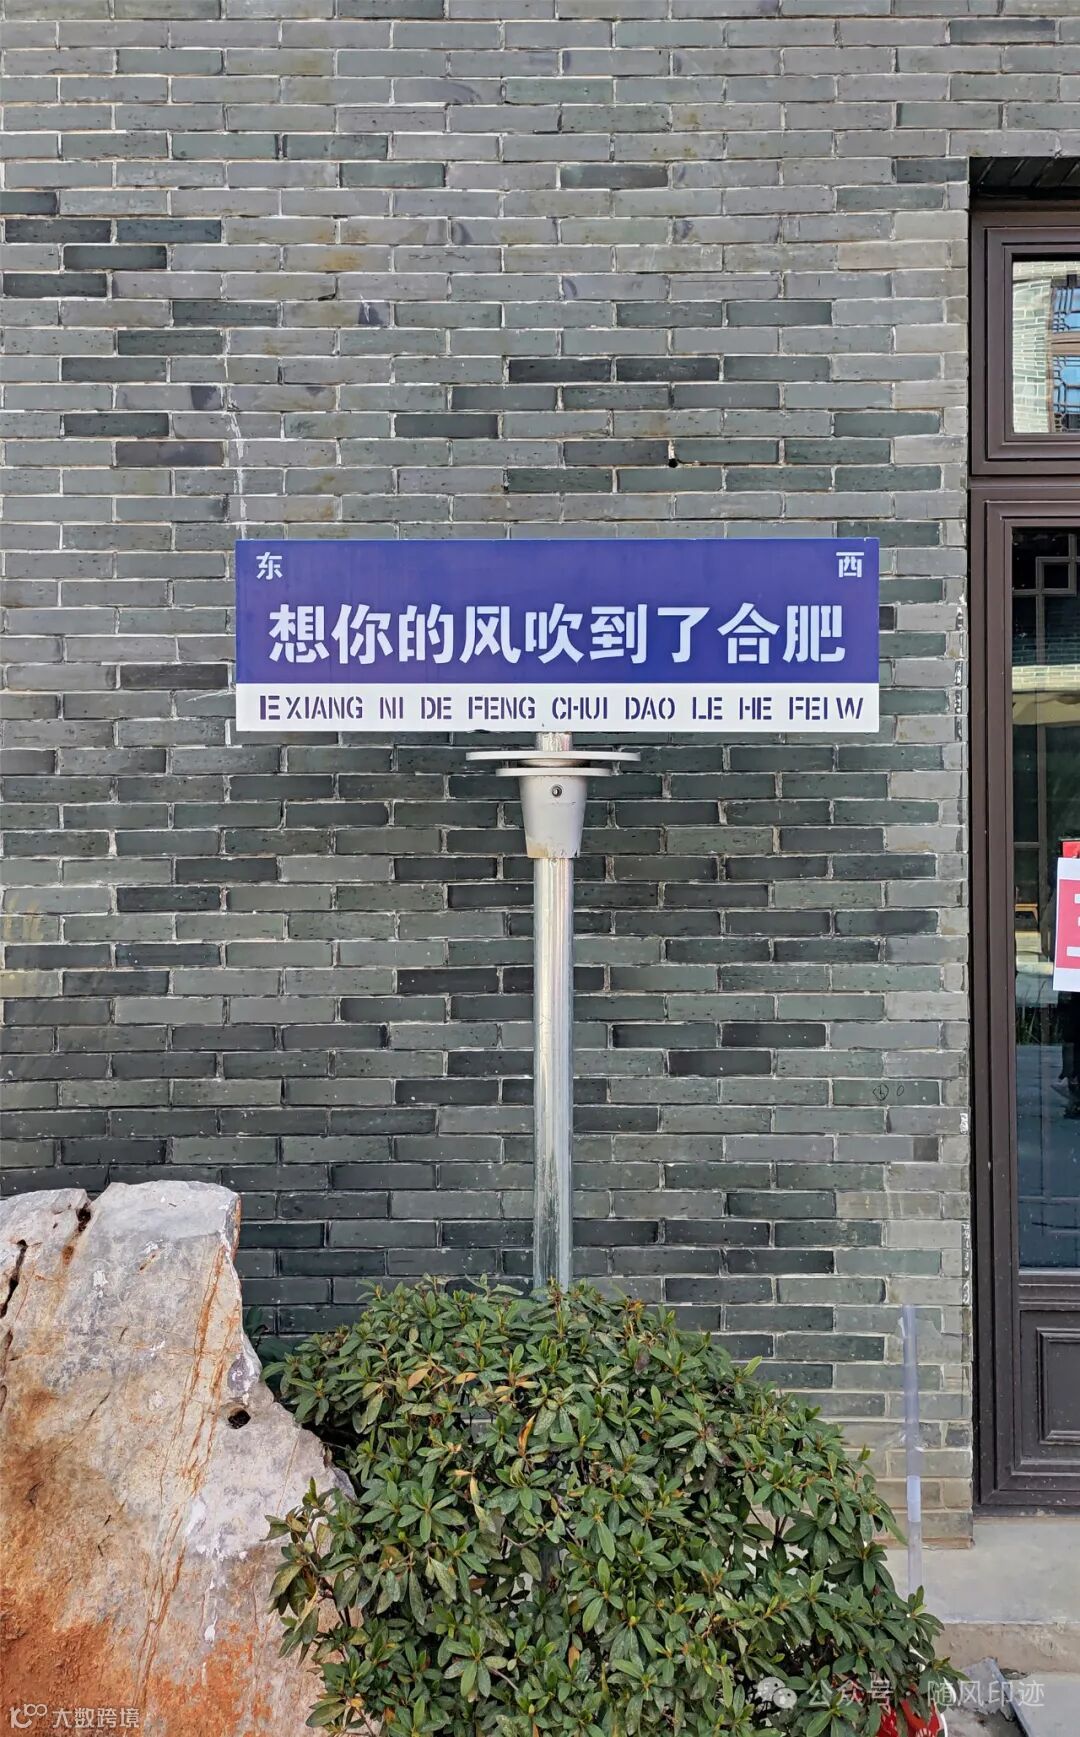 东 西
想你的风吹到了合肥
E XIANG NI DE FENG CHUI DAO LE HE FEI W
公众号 随风印迹
大数跨境